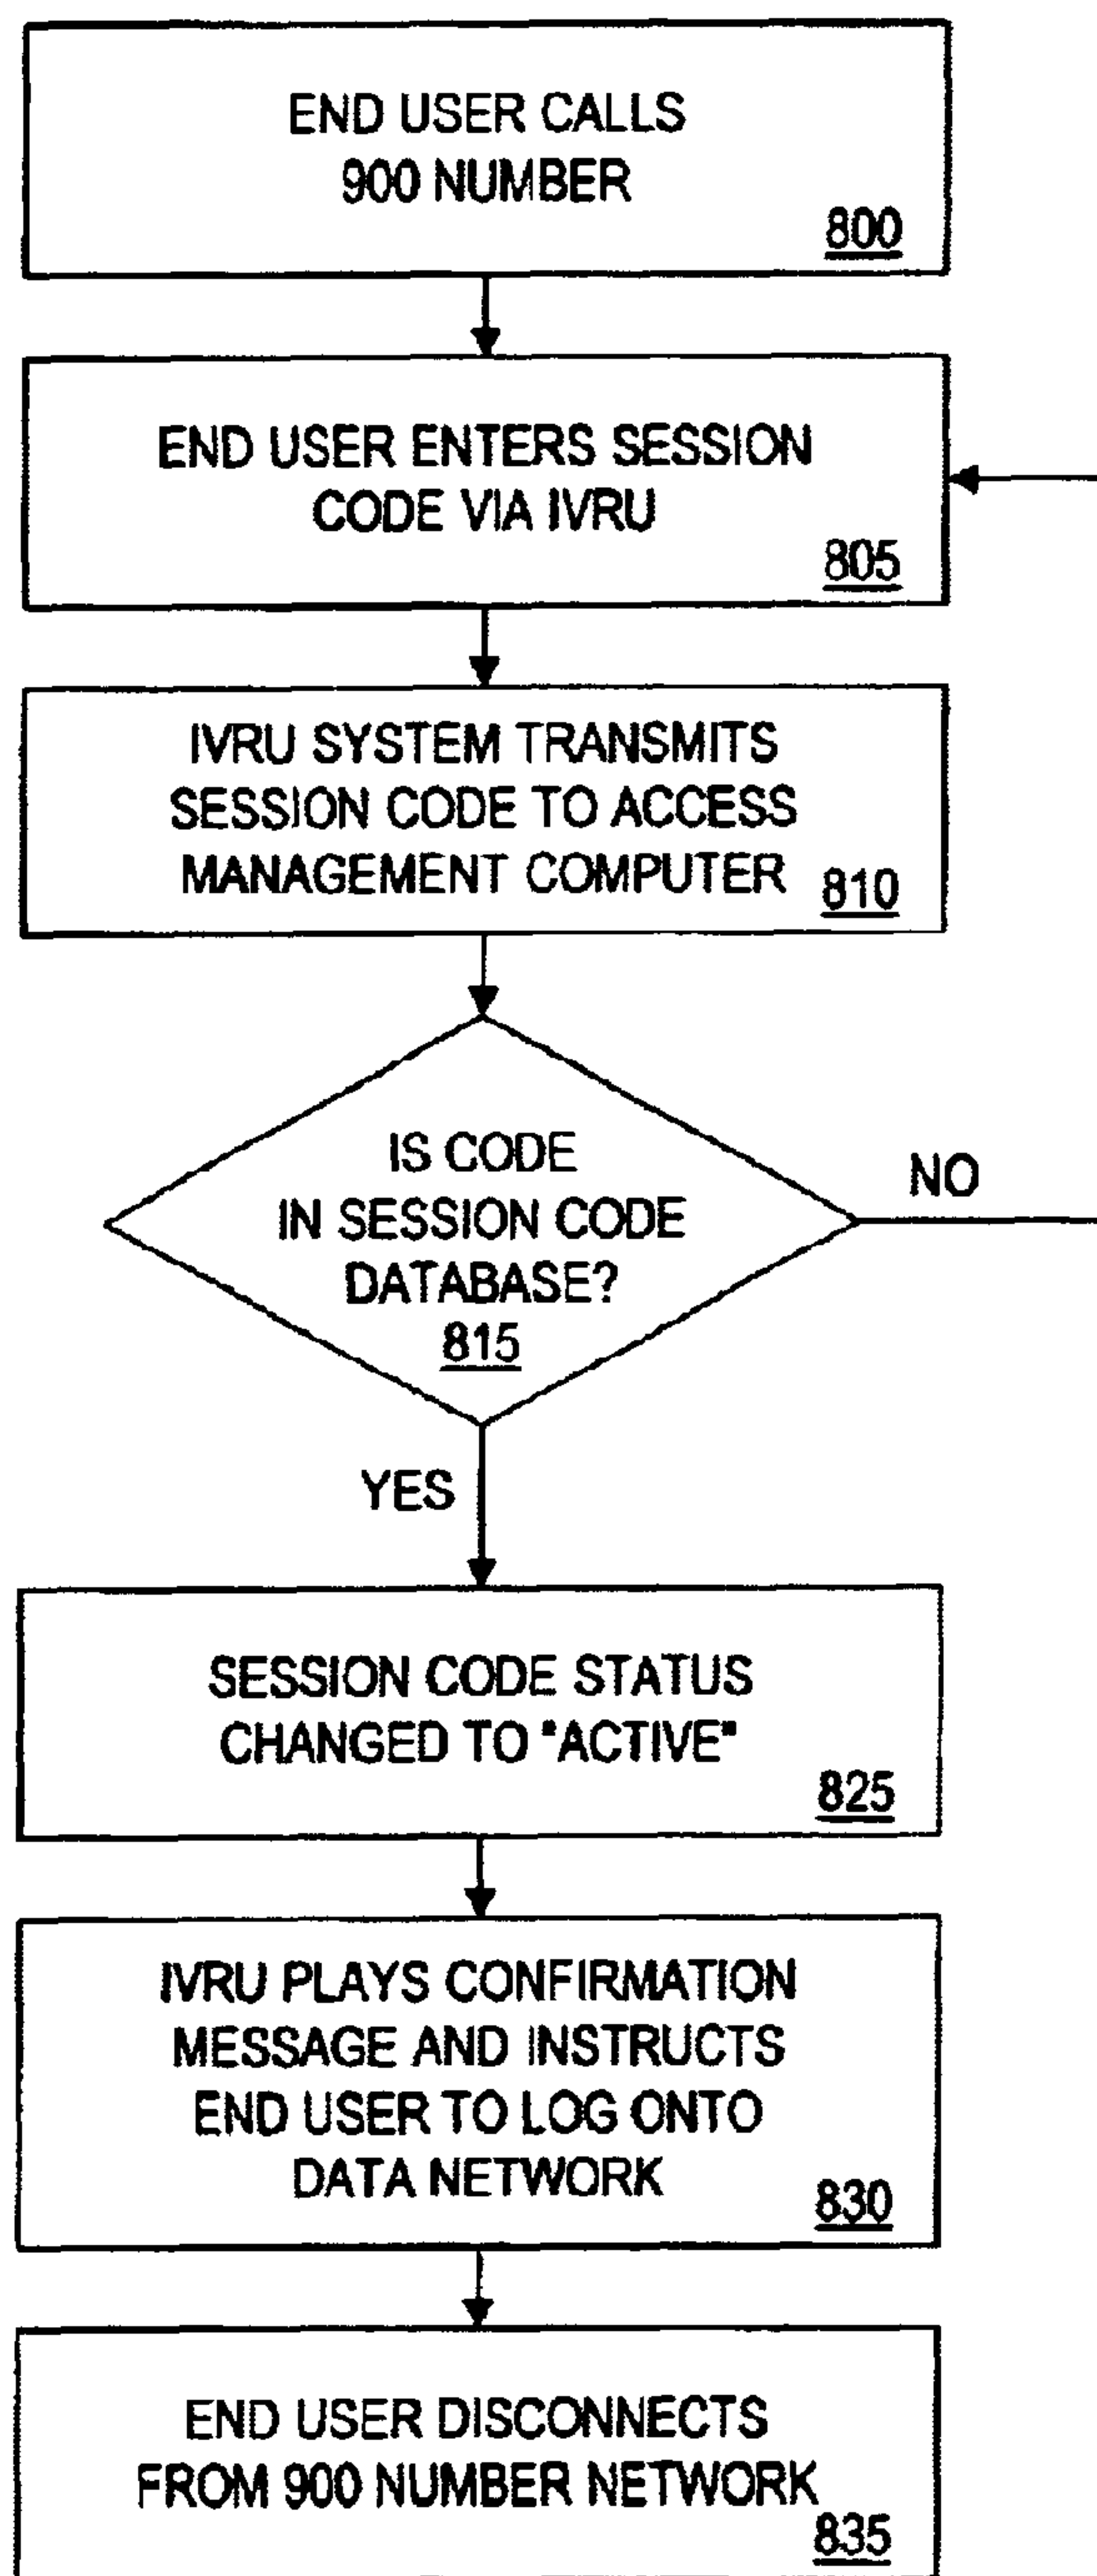 END USER CALLS
900 NUMBER
800
END USER ENTERS SESSION
CODE VIA IVRU
805
IVRU SYSTEM TRANSMITS
SESSION CODE TO ACCESS
MANAGEMENT COMPUTER
810
IS CODE
IN SESSION CODE
DATABASE?
815
NO
YES
SESSION CODE STATUS
CHANGED TO "ACTIVE"
825
IVRU PLAYS CONFIRMATION
MESSAGE AND INSTRUCTS
END USER TO LOG ONTO
DATA NETWORK
830
END USER DISCONNECTS
FROM 900 NUMBER NETWORK
835